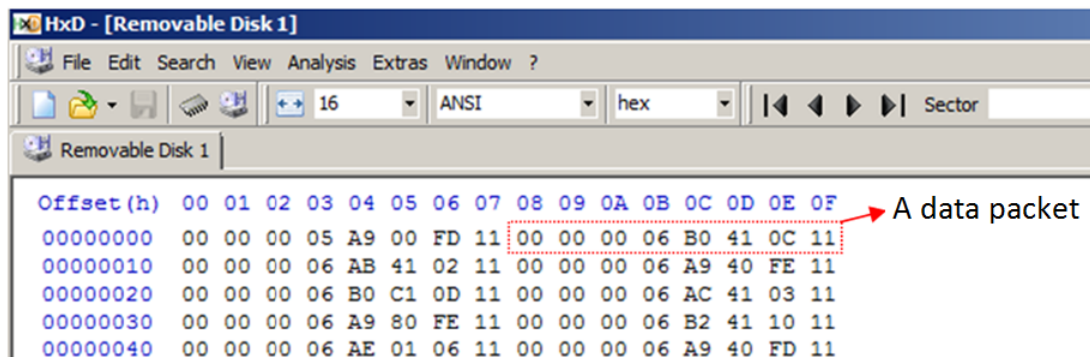 HxD - [Removable Disk 1]
File Edit Search View Analysis Extras Window ?
16 ANSI hex Sector
Removable Disk 1
Offset(h) 00 01 02 03 04 05 06 07 08 09 0A 0B 0C 0D 0E 0F
A data packet
00000000 00 00 00 05 A9 00 FD 11 00 00 00 06 B0 41 0C 11
00000010 00 00 00 06 AB 41 02 11 00 00 00 06 A9 40 FE 11
00000020 00 00 00 06 B0 C1 0D 11 00 00 00 06 AC 41 03 11
00000030 00 00 00 06 A9 80 FE 11 00 00 00 06 B2 41 10 11
00000040 00 00 00 06 AE 01 06 11 00 00 00 06 A9 40 FD 11